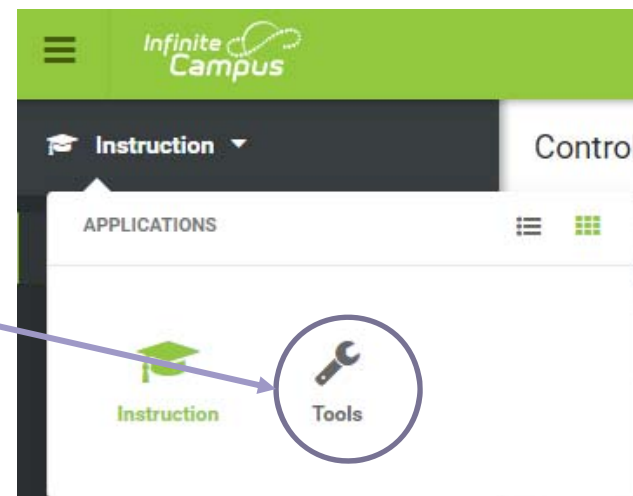 Infinite
Campus
Instruction
Contro
APPLICATIONS
Instruction
Tools